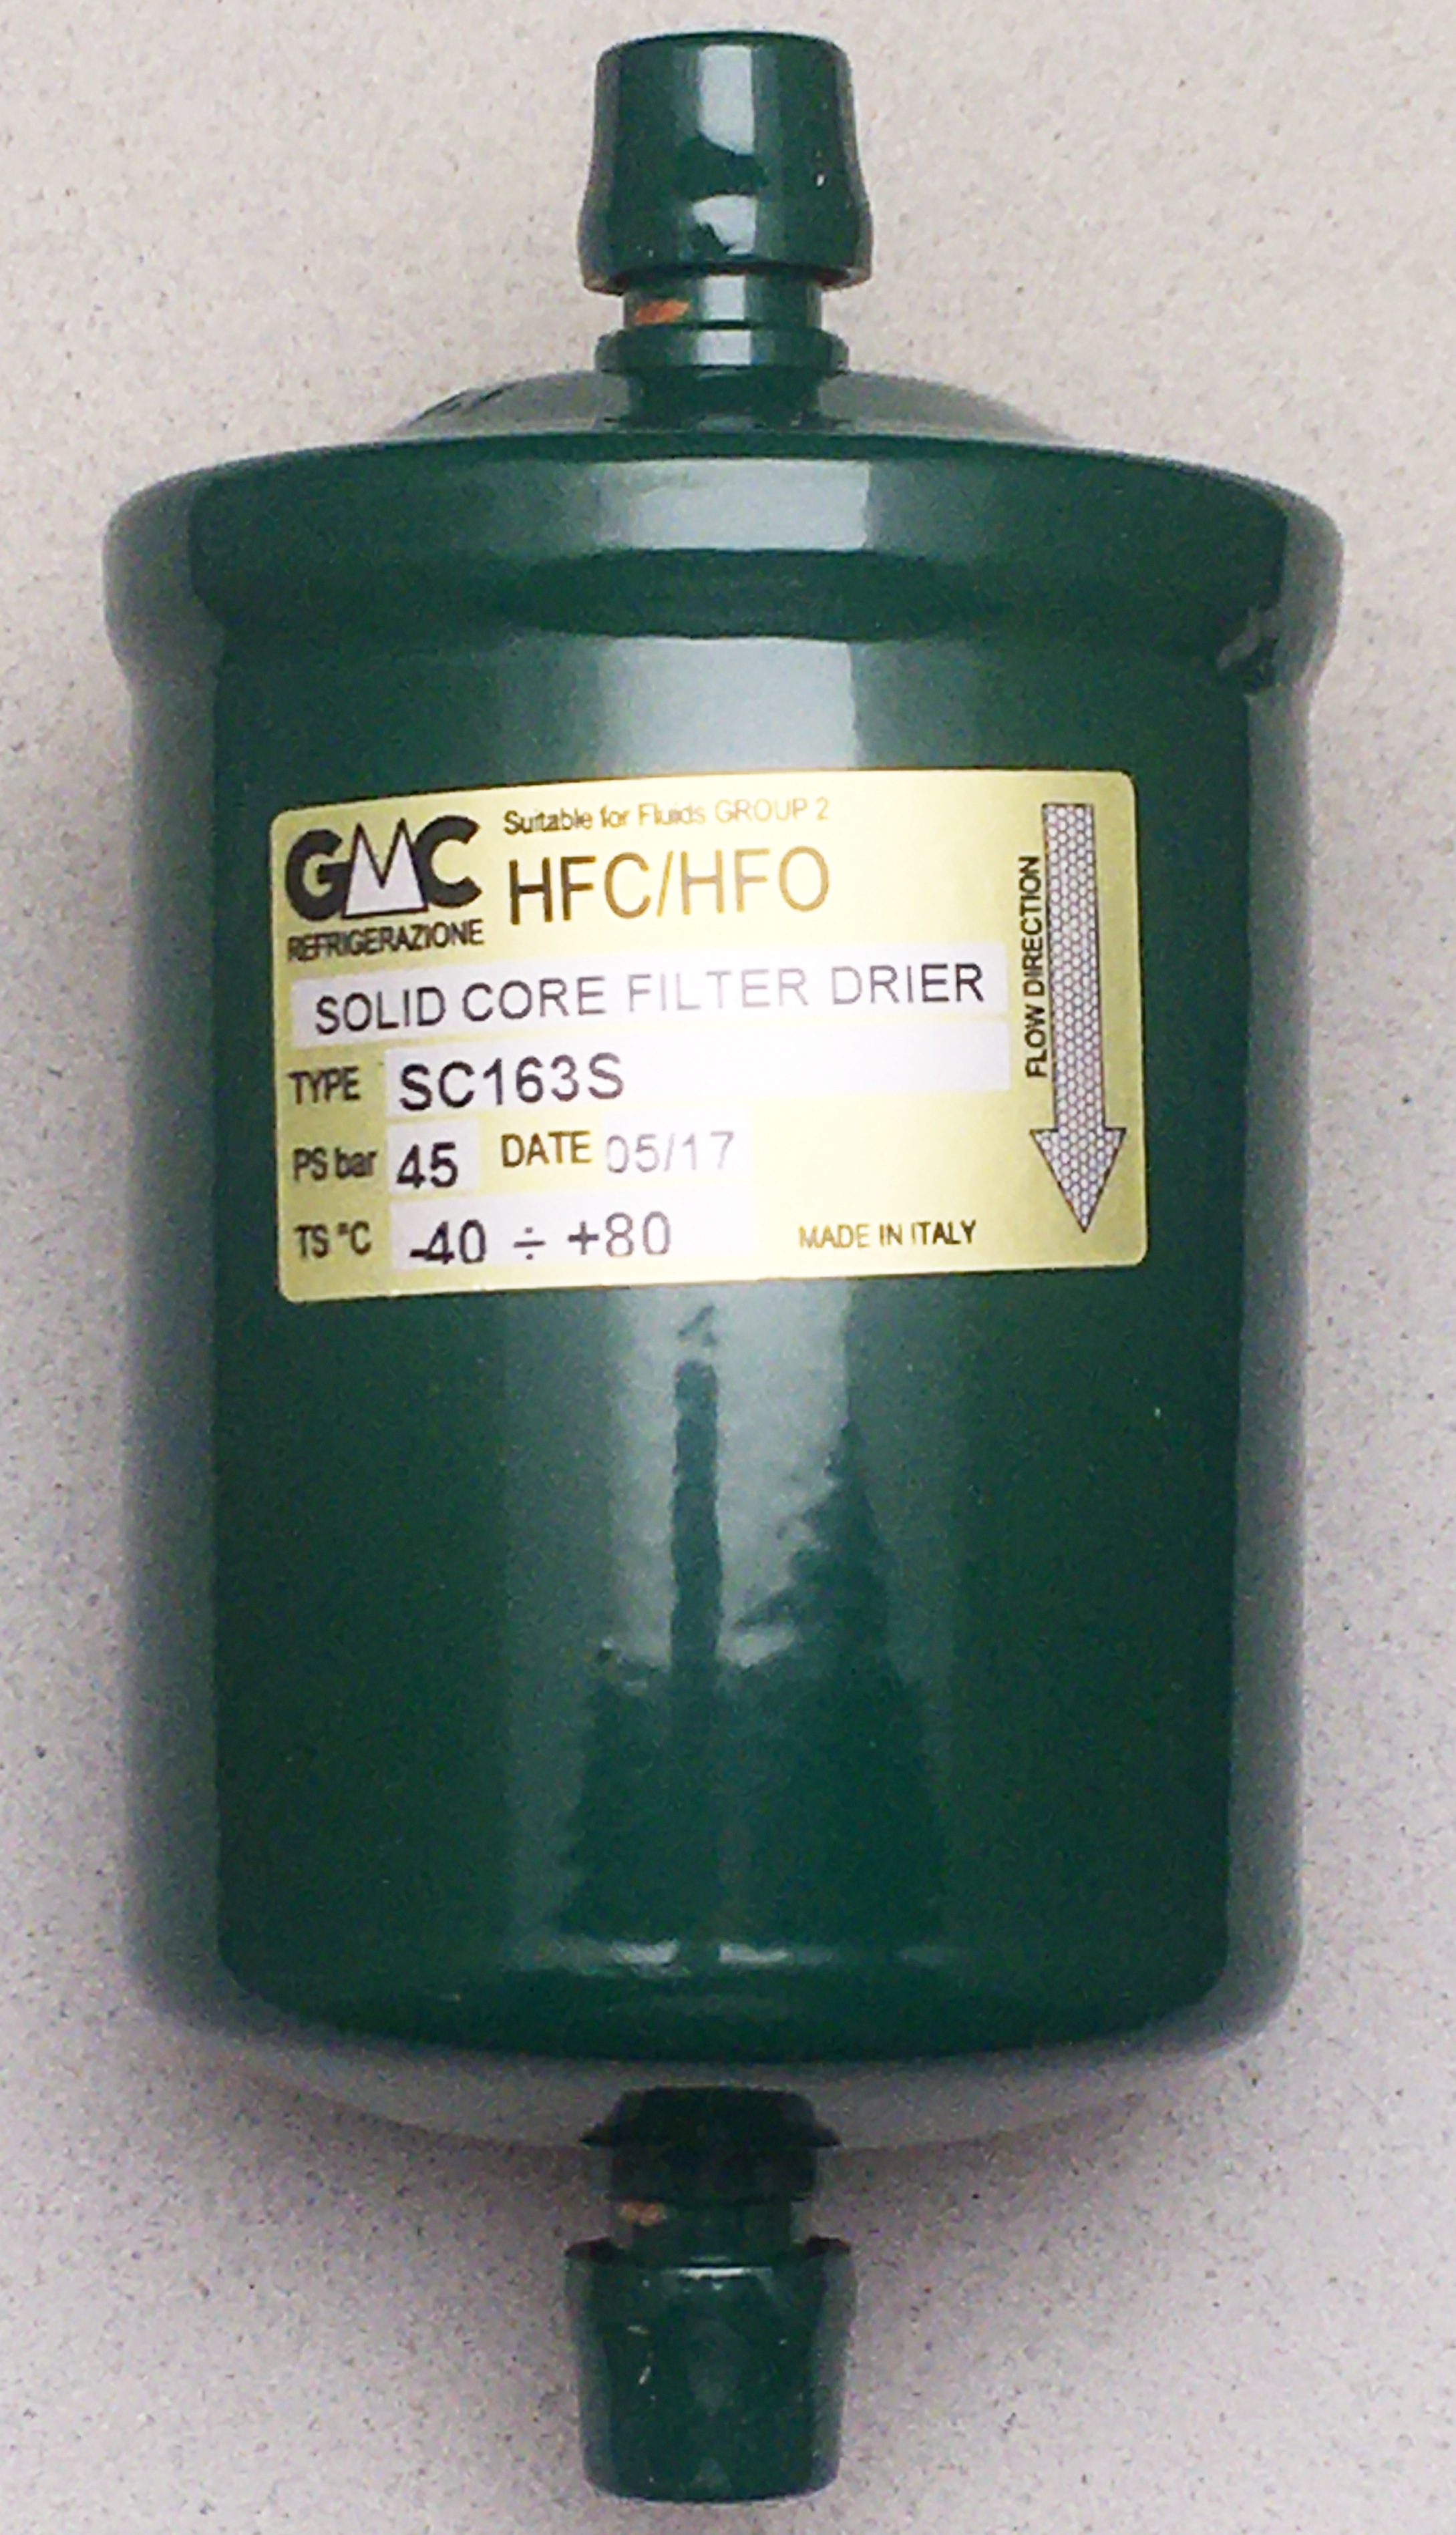 GMC
REFRIGERAZIONE
Suitable for Fluids GROUP 2
HFC/HFO
SOLID CORE FILTER DRIER
TYPE SC163S
PS bar 45 DATE 05/17
TS °C -40 ÷ +80
MADE IN ITALY
FLOW DIRECTION